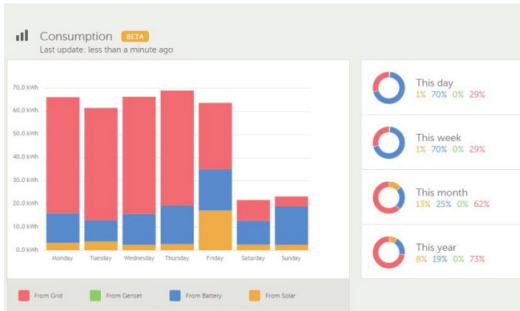 Consumption BETA
Last update: less than a minute ago
70.0 kWh
60.0 kWh
50.0 kWh
40.0 kWh
30.0 kWh
20.0 kWh
10.0 kWh
0.0 kWh
Monday Tuesday Wednesday Thursday Friday Saturday Sunday
From Grid From Genset From Battery From Solar
This day
1% 70% 0% 29%
This week
1% 70% 0% 29%
This month
13% 25% 0% 62%
This year
8% 19% 0% 73%